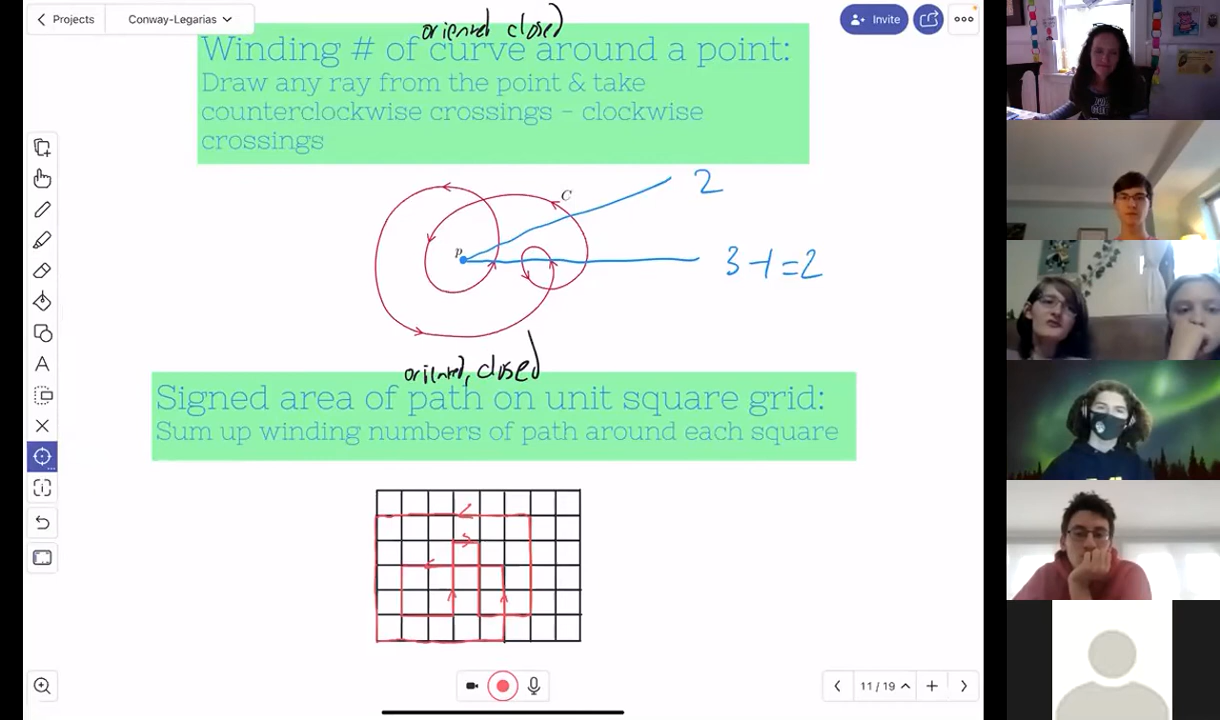 Projects
Conway-Legarias
Invite
oriented closed
Winding # of curve around a point:
Draw any ray from the point & take
counterclockwise crossings - clockwise
crossings
C
2
p
3-1=2
oriented, closed
Signed area of path on unit square grid:
Sum up winding numbers of path around each square
11 / 19